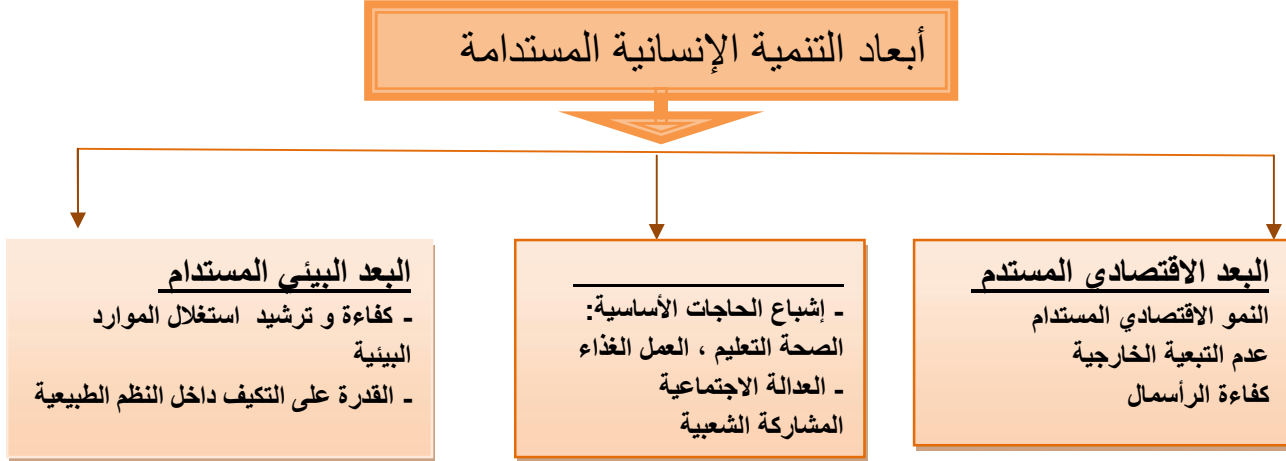 أبعاد التنمية الإنسانية المستدامة
البعد الاقتصادي المستدم
النمو الاقتصادي المستدام
عدم التبعية الخارجية
كفاءة الرأسمال
- إشباع الحاجات الأساسية:
الصحة التعليم ، العمل الغذاء
- العدالة الاجتماعية
المشاركة الشعبية
البعد البيئي المستدام
- كفاءة و ترشيد استغلال الموارد
البيئية
- القدرة على التكيف داخل النظم الطبيعية